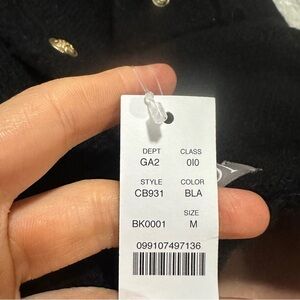 DEPT CLASS
GA2 0I0
STYLE COLOR
CB931 BLA
SIZE
BK0001 M
099107497136